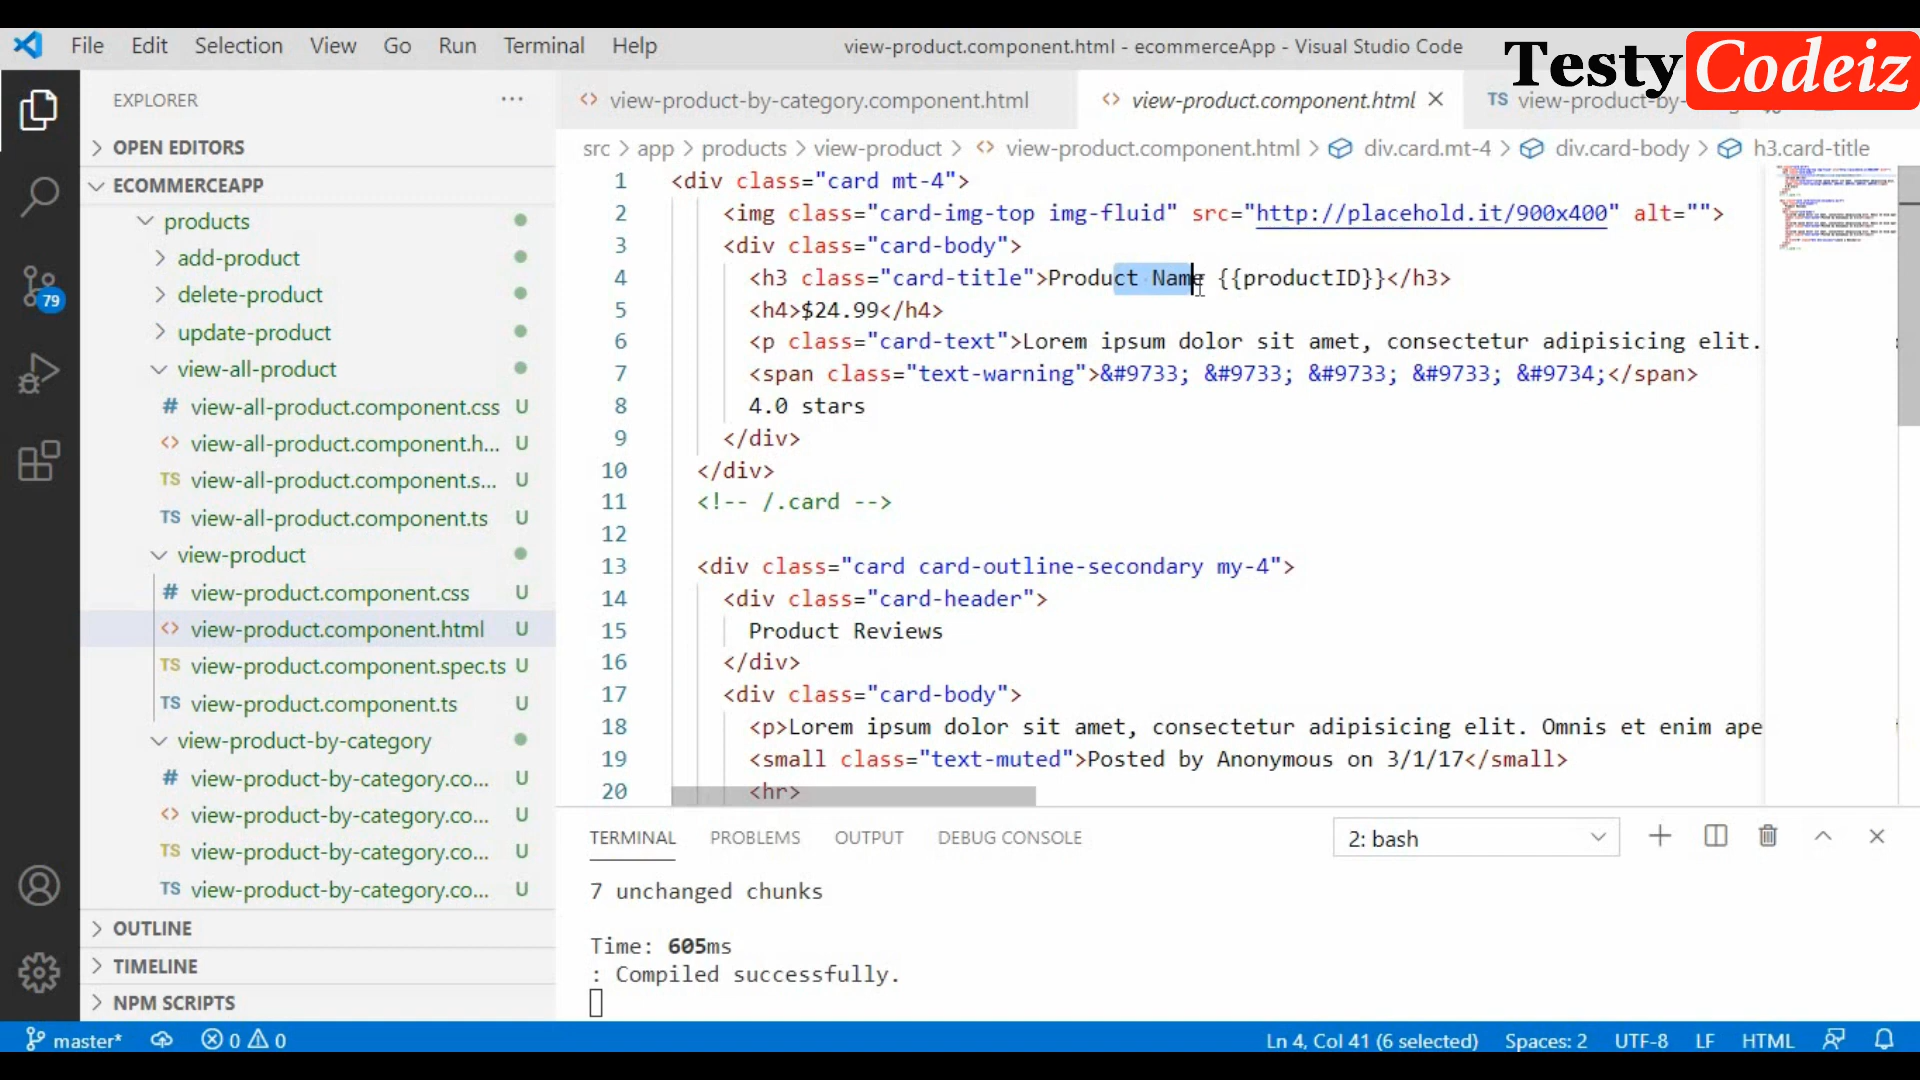 File Edit Selection View Go Run Terminal Help view-product.component.html - ecommerceApp - Visual Studio Code
Testy Codeiz
EXPLORER ···
view-product-by-category.component.html
view-product.component.html
TS view-product-by-
OPEN EDITORS
src > app > products > view-product > view-product.component.html > div.card.mt-4 > div.card-body > h3.card-title
ECOMMERCEAPP
products
add-product
delete-product
update-product
view-all-product
# view-all-product.component.css U
<> view-all-product.component.h... U
TS view-all-product.component.s... U
TS view-all-product.component.ts U
view-product
# view-product.component.css U
<> view-product.component.html U
TS view-product.component.spec.ts U
TS view-product.component.ts U
view-product-by-category
# view-product-by-category.co... U
<> view-product-by-category.co... U
TS view-product-by-category.co... U
TS view-product-by-category.co... U
OUTLINE
TIMELINE
NPM SCRIPTS
79
1 <div class="card mt-4">
2 <img class="card-img-top img-fluid" src="http://placehold.it/900x400" alt="">
3 <div class="card-body">
4 <h3 class="card-title">Product Name {{productID}}</h3>
5 <h4>$24.99</h4>
6 <p class="card-text">Lorem ipsum dolor sit amet, consectetur adipisicing elit.
7 <span class="text-warning">&#9733; &#9733; &#9733; &#9733; &#9734;</span>
8 4.0 stars
9 </div>
10 </div>
11 <!-- /.card -->
12
13 <div class="card card-outline-secondary my-4">
14 <div class="card-header">
15 Product Reviews
16 </div>
17 <div class="card-body">
18 <p>Lorem ipsum dolor sit amet, consectetur adipisicing elit. Omnis et enim ape
19 <small class="text-muted">Posted by Anonymous on 3/1/17</small>
20 <hr>
TERMINAL PROBLEMS OUTPUT DEBUG CONSOLE 2: bash
7 unchanged chunks
Time: 605ms
: Compiled successfully.
master* 0 0 Ln 4, Col 41 (6 selected) Spaces: 2 UTF-8 LF HTML